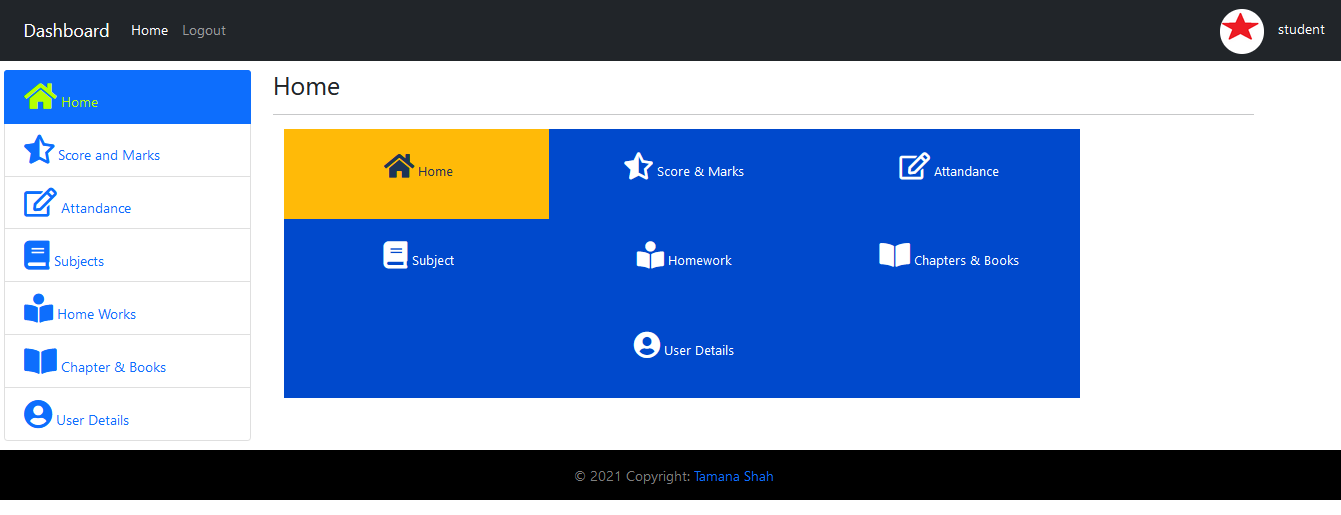 Dashboard Home Logout student
Home
Home
Score and Marks
Attandance
Subjects
Home Works
Chapter & Books
User Details
Home Score & Marks Attandance
Subject Homework Chapters & Books
User Details
© 2021 Copyright: Tamana Shah